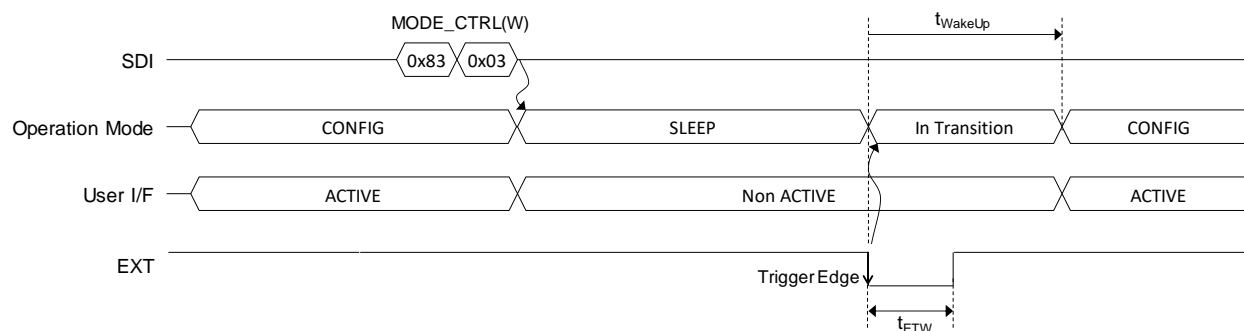 MODE_CTRL(W)
tWakeUp
SDI
0x83 0x03
Operation Mode
CONFIG SLEEP In Transition CONFIG
User I/F
ACTIVE Non ACTIVE ACTIVE
EXT
Trigger Edge
tETW